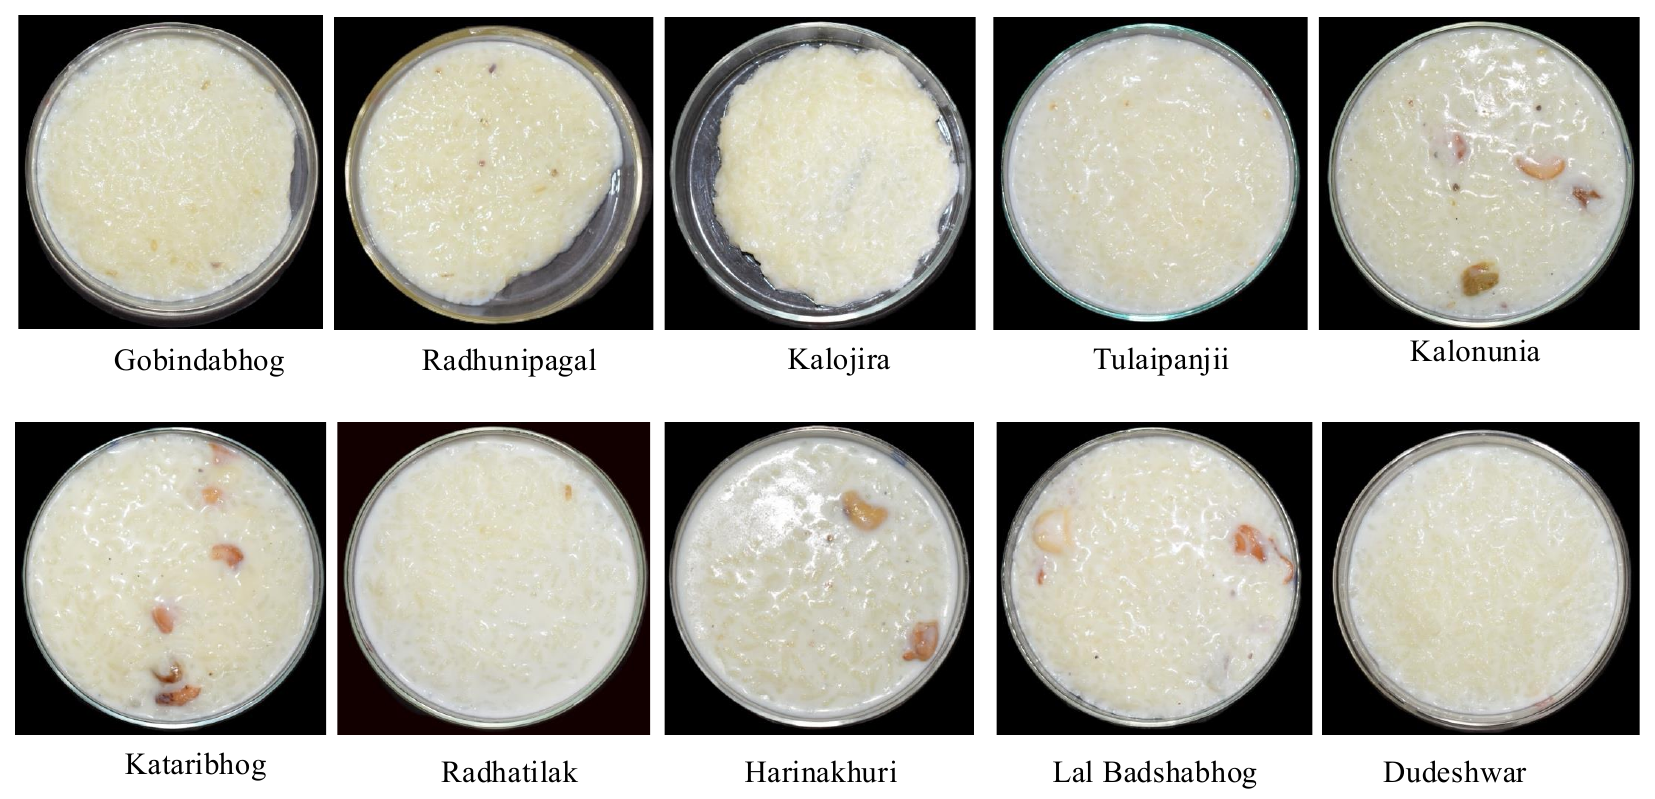 Gobindabhog
Radhunipagal
Kalojira
Tulaipanjii
Kalonunia
Kataribhog
Radhatilak
Harinakhuri
Lal Badshabhog
Dudeshwar